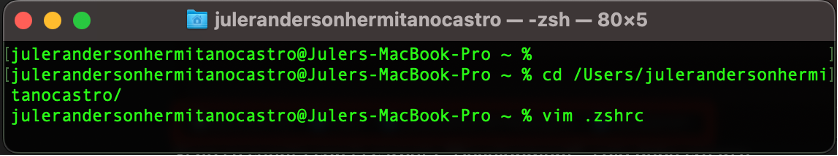 julerandersonhermitanocastro — -zsh — 80×5
[julerandersonhermitanocastro@Julers-MacBook-Pro ~ % ]
[julerandersonhermitanocastro@Julers-MacBook-Pro ~ % cd /Users/julerandersonhermi]
tanocastro/
julerandersonhermitanocastro@Julers-MacBook-Pro ~ % vim .zshrc